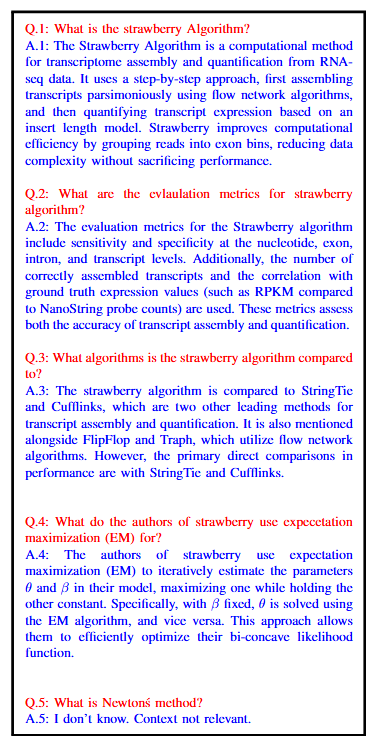 Q.1: What is the strawberry Algorithm?
A.1: The Strawberry Algorithm is a computational method
for transcriptome assembly and quantification from RNA-
seq data. It uses a step-by-step approach, first assembling
transcripts parsimoniously using flow network algorithms,
and then quantifying transcript expression based on an
insert length model. Strawberry improves computational
efficiency by grouping reads into exon bins, reducing data
complexity without sacrificing performance.
Q.2: What are the evlaulation metrics for strawberry
algorithm?
A.2: The evaluation metrics for the Strawberry algorithm
include sensitivity and specificity at the nucleotide, exon,
intron, and transcript levels. Additionally, the number of
correctly assembled transcripts and the correlation with
ground truth expression values (such as RPKM compared
to NanoString probe counts) are used. These metrics assess
both the accuracy of transcript assembly and quantification.
Q.3: What algorithms is the strawberry algorithm compared
to?
A.3: The strawberry algorithm is compared to StringTie
and Cufflinks, which are two other leading methods for
transcript assembly and quantification. It is also mentioned
alongside FlipFlop and Traph, which utilize flow network
algorithms. However, the primary direct comparisons in
performance are with StringTie and Cufflinks.
Q.4: What do the authors of strawberry use expecetation
maximization (EM) for?
A.4: The authors of strawberry use expectation
maximization (EM) to iteratively estimate the parameters
θ and β in their model, maximizing one while holding the
other constant. Specifically, with β fixed, θ is solved using
the EM algorithm, and vice versa. This approach allows
them to efficiently optimize their bi-concave likelihood
function.
Q.5: What is Newtonś method?
A.5: I don't know. Context not relevant.